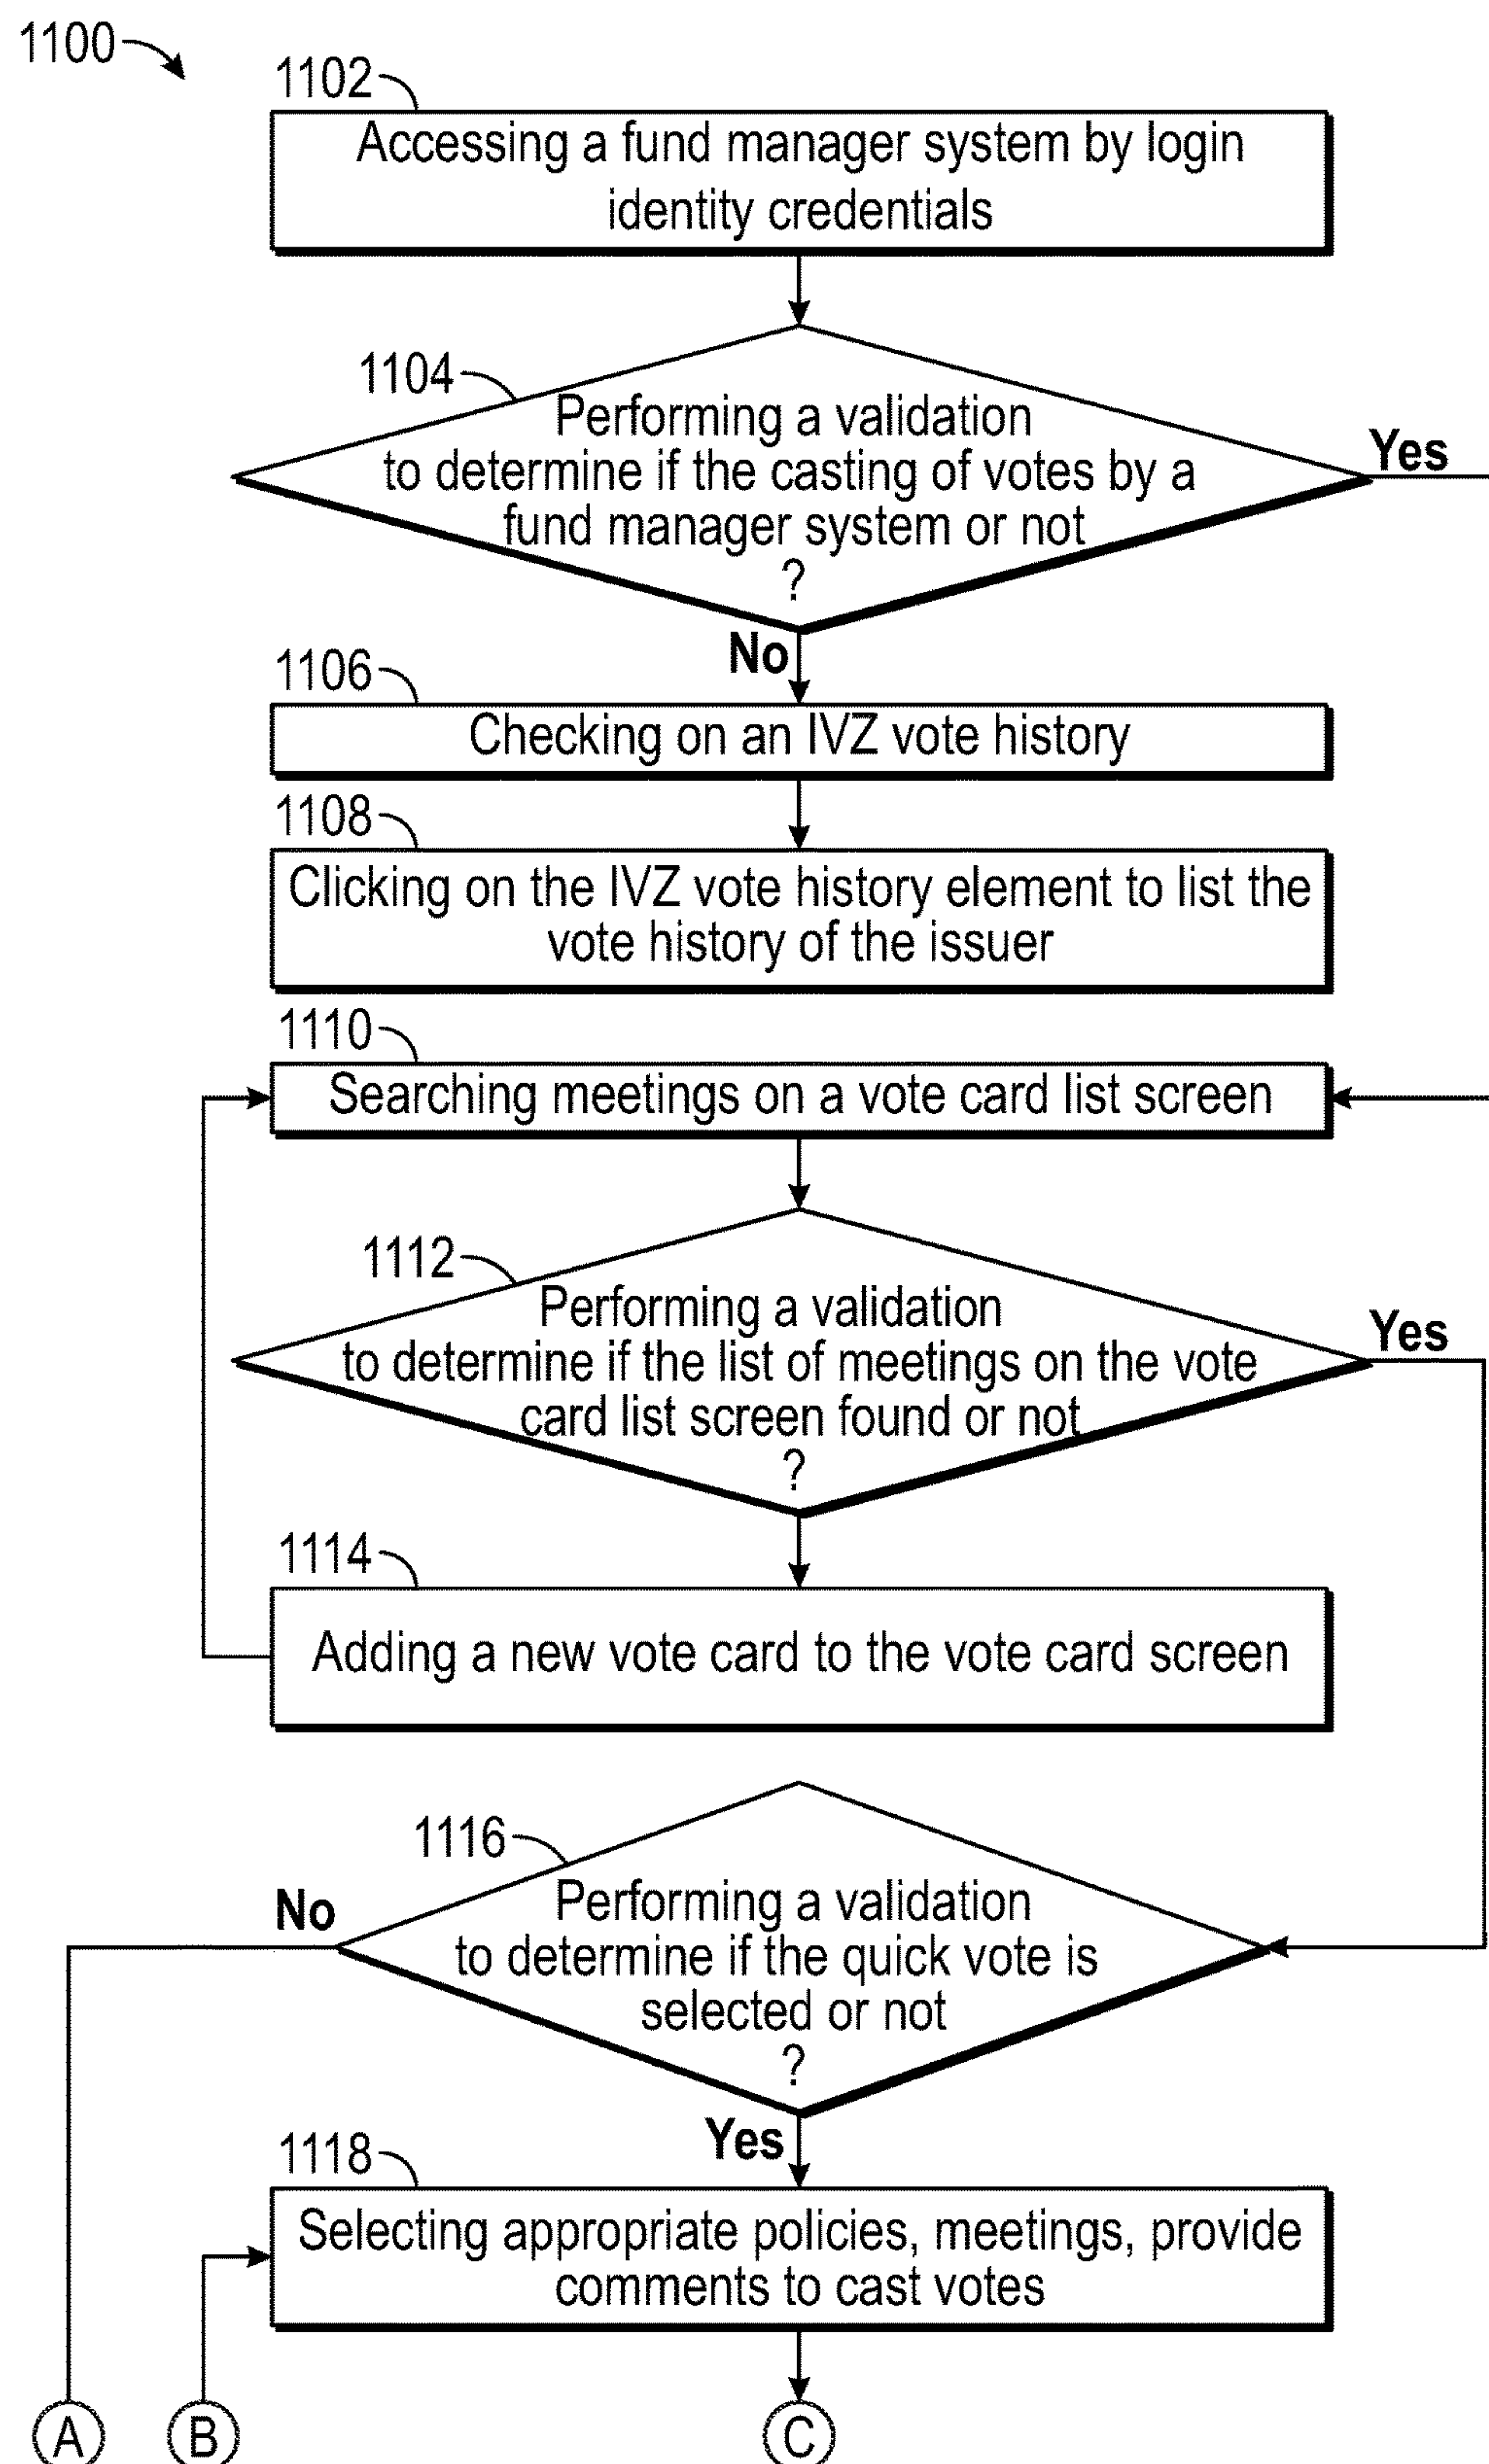 1100
1102
Accessing a fund manager system by login
identity credentials
1104
Performing a validation
to determine if the casting of votes by a
fund manager system or not
?
Yes
No
1106
Checking on an IVZ vote history
1108
Clicking on the IVZ vote history element to list the
vote history of the issuer
1110
Searching meetings on a vote card list screen
1112
Performing a validation
to determine if the list of meetings on the vote
card list screen found or not
?
Yes
1114
Adding a new vote card to the vote card screen
1116
Performing a validation
to determine if the quick vote is
selected or not
?
No
Yes
1118
Selecting appropriate policies, meetings, provide
comments to cast votes
A
B
C